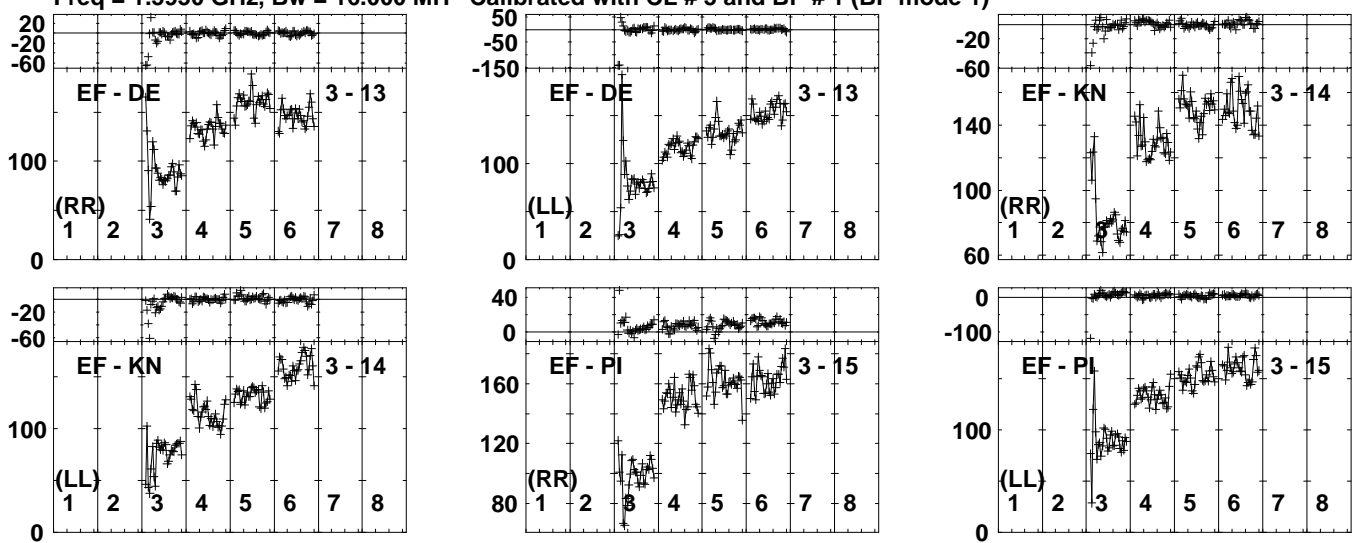 Freq = GHz, Bw = 16.000 MH Calibrated with CL # 3 and BP # 1 (BP mode 1)
20
-20
-60
EF - DE 3 - 13
100
(RR)
1 2 3 4 5 6 7 8
0
50
-50
-150
EF - DE 3 - 13
100
(LL)
1 2 3 4 5 6 7 8
0
-20
-60
EF - KN 3 - 14
140
100
(RR)
1 2 3 4 5 6 7 8
60
-20
-60
EF - KN 3 - 14
100
(LL)
1 2 3 4 5 6 7 8
0
40
0
EF - PI 3 - 15
160
120
(RR)
80
1 2 3 4 5 6 7 8
0
-100
EF - PI 3 - 15
100
(LL)
1 2 3 4 5 6 7 8
0